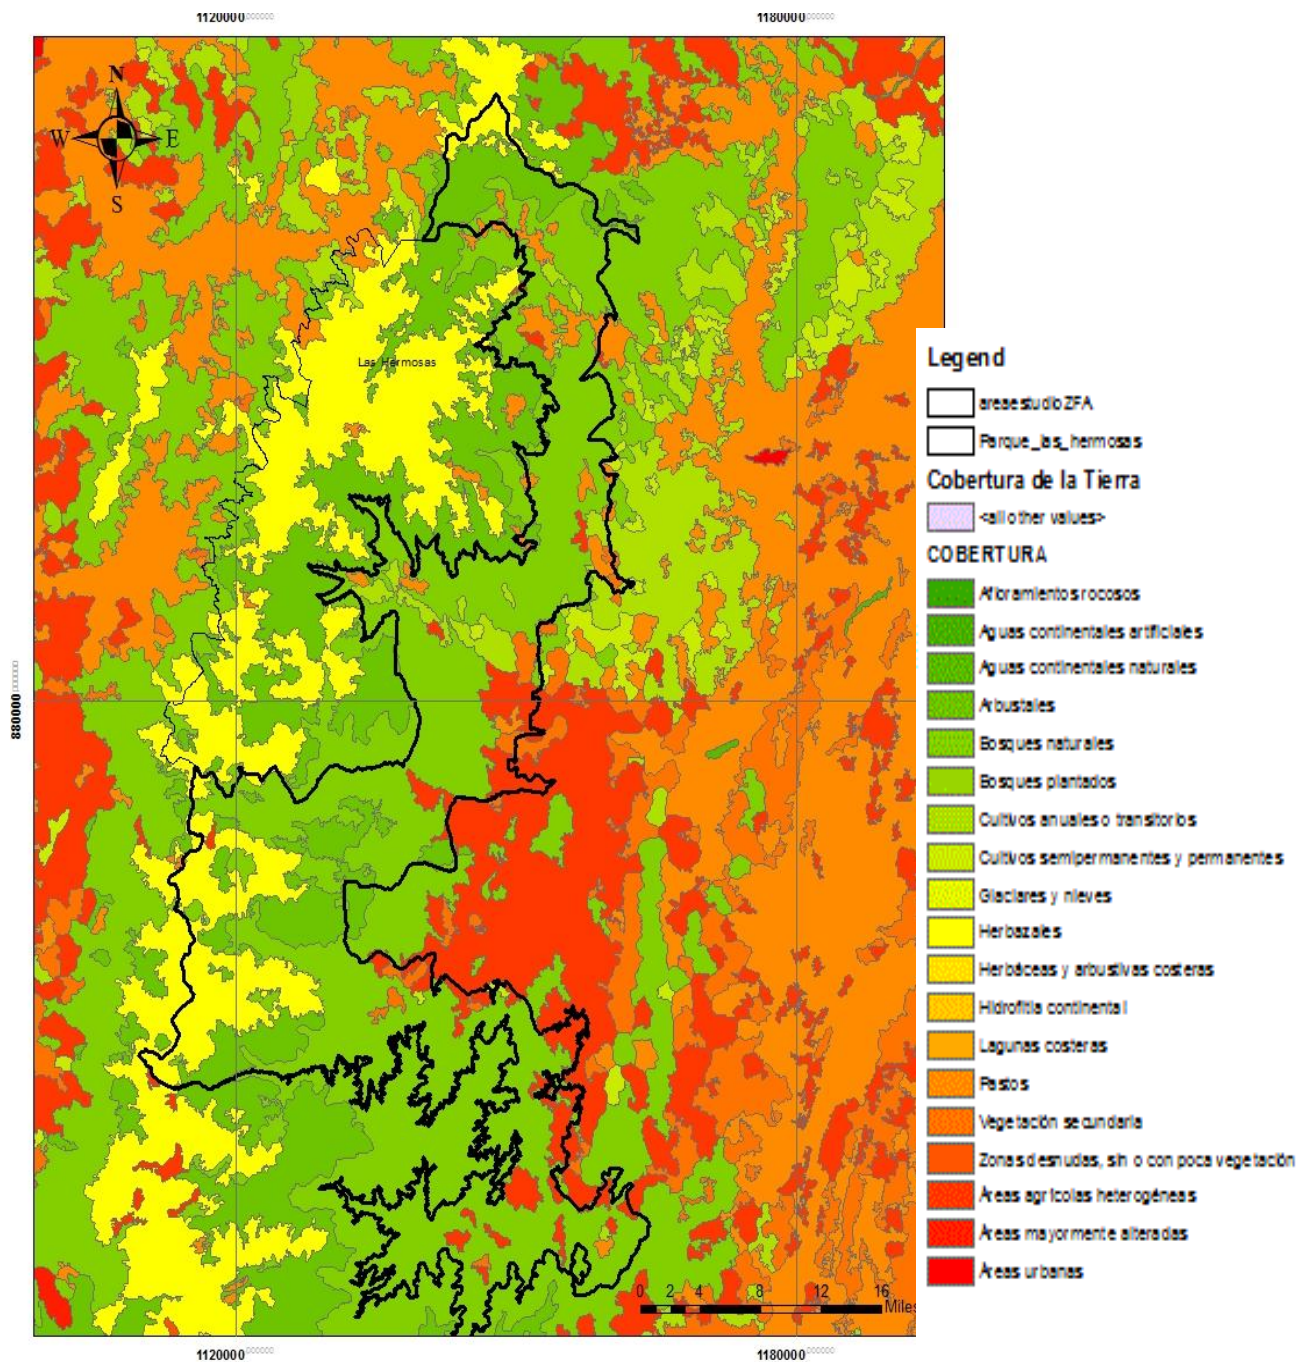 1120000 1180000
N
W E
S
Las Hermosas
880000
Legend
areaestudioZFA
Parque_las_hermosas
Cobertura de la Tierra
<all other values>
COBERTURA
Afloramientos rocosos
Aguas continentales artificiales
Aguas continentales naturales
Arbustales
Bosques naturales
Bosques plantados
Cultivos anuales o transitorios
Cultivos semipermanentes y permanentes
Glaciares y nieves
Herbazales
Herbáceas y arbustivas costeras
Hidrofitia continental
Lagunas costeras
Pastos
Vegetación secundaria
Zonas desnudas, sin o con poca vegetación
Áreas agrícolas heterogéneas
Áreas mayormente alteradas
Áreas urbanas
0 2 4 8 12 16
Miles
1120000 1180000